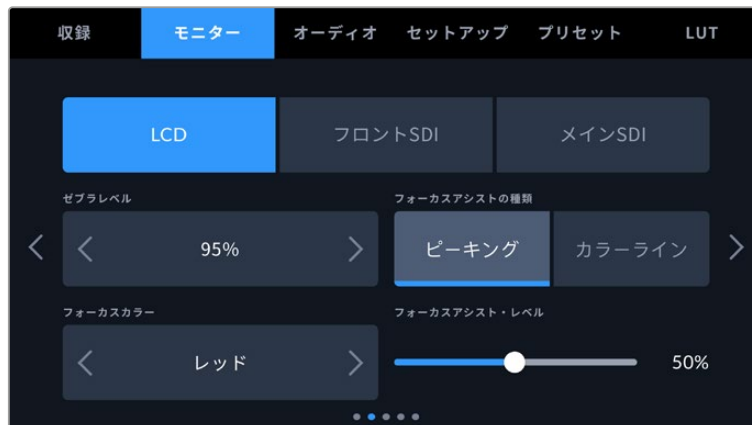 収録 モニター オーディオ セットアップ プリセット LUT
LCD フロントSDI メインSDI
ゼブラレベル フォーカスアシストの種類
95% ピーキング カラーライン
フォーカスカラー フォーカスアシスト・レベル
レッド 50%